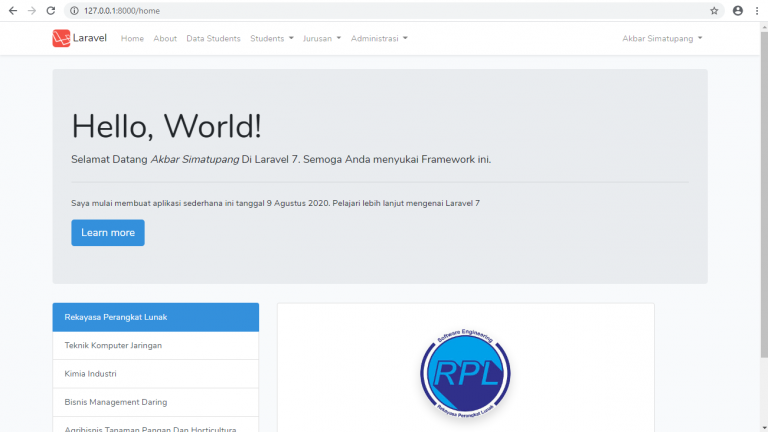 127.0.0.1:8000/home
Laravel
Home
About
Data Students
Students
Jurusan
Administrasi
Akbar Simatupang
Hello, World!
Selamat Datang Akbar Simatupang Di Laravel 7. Semoga Anda menyukai Framework ini.
Saya mulai membuat aplikasi sederhana ini tanggal 9 Agustus 2020. Pelajari lebih lanjut mengenai Laravel 7
Learn more
Rekayasa Perangkat Lunak
Teknik Komputer Jaringan
Kimia Industri
Bisnis Management Daring
Agribisnis Tanaman Pangan Dan Horticultura
Software Engineering
RPL
Rekayasa Perangkat Lunak